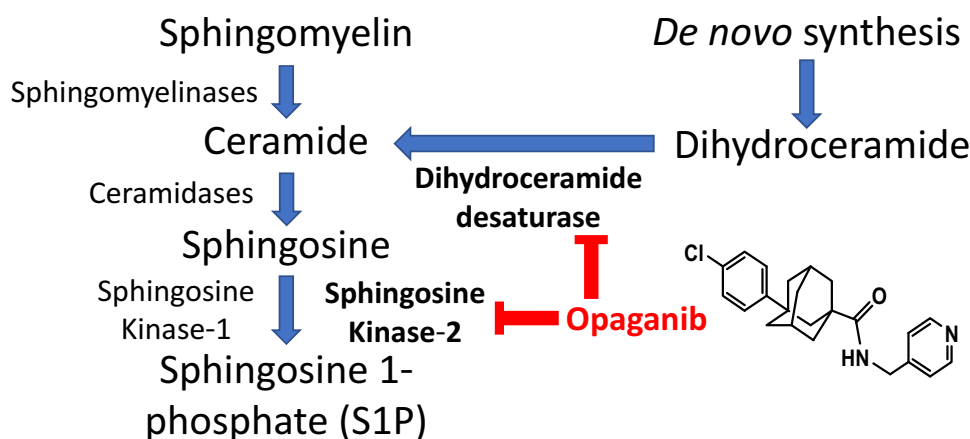 Sphingomyelin
De novo synthesis
Sphingomyelinases
Ceramide
Dihydroceramide
Dihydroceramide
desaturase
Ceramidases
Sphingosine
Sphingosine
Kinase-1
Sphingosine
Kinase-2
Opaganib
Sphingosine 1-
phosphate (S1P)
Cl
O
HN
N